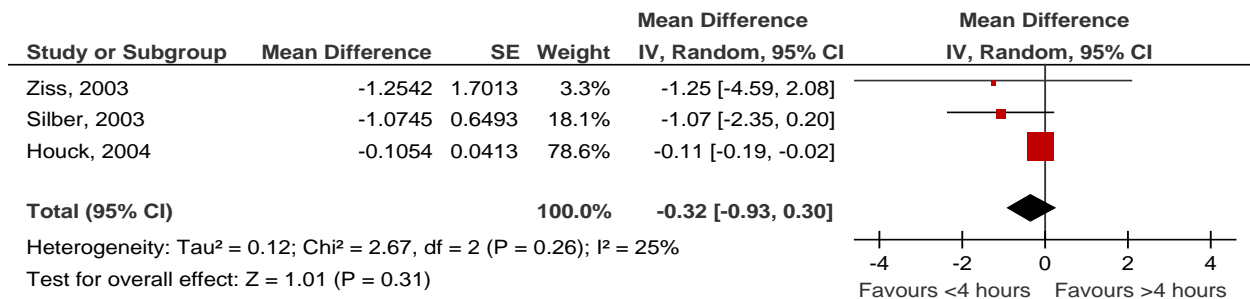 Mean Difference Mean Difference
Study or Subgroup Mean Difference SE Weight IV, Random, 95% CI IV, Random, 95% CI
Ziss, 2003 -1.2542 1.7013 3.3% -1.25 [-4.59, 2.08]
Silber, 2003 -1.0745 0.6493 18.1% -1.07 [-2.35, 0.20]
Houck, 2004 -0.1054 0.0413 78.6% -0.11 [-0.19, -0.02]
Total (95% CI) 100.0% -0.32 [-0.93, 0.30]
Heterogeneity: Tau² = 0.12; Chi² = 2.67, df = 2 (P = 0.26); I² = 25%
Test for overall effect: Z = 1.01 (P = 0.31)
-4 -2 0 2 4
Favours <4 hours Favours >4 hours